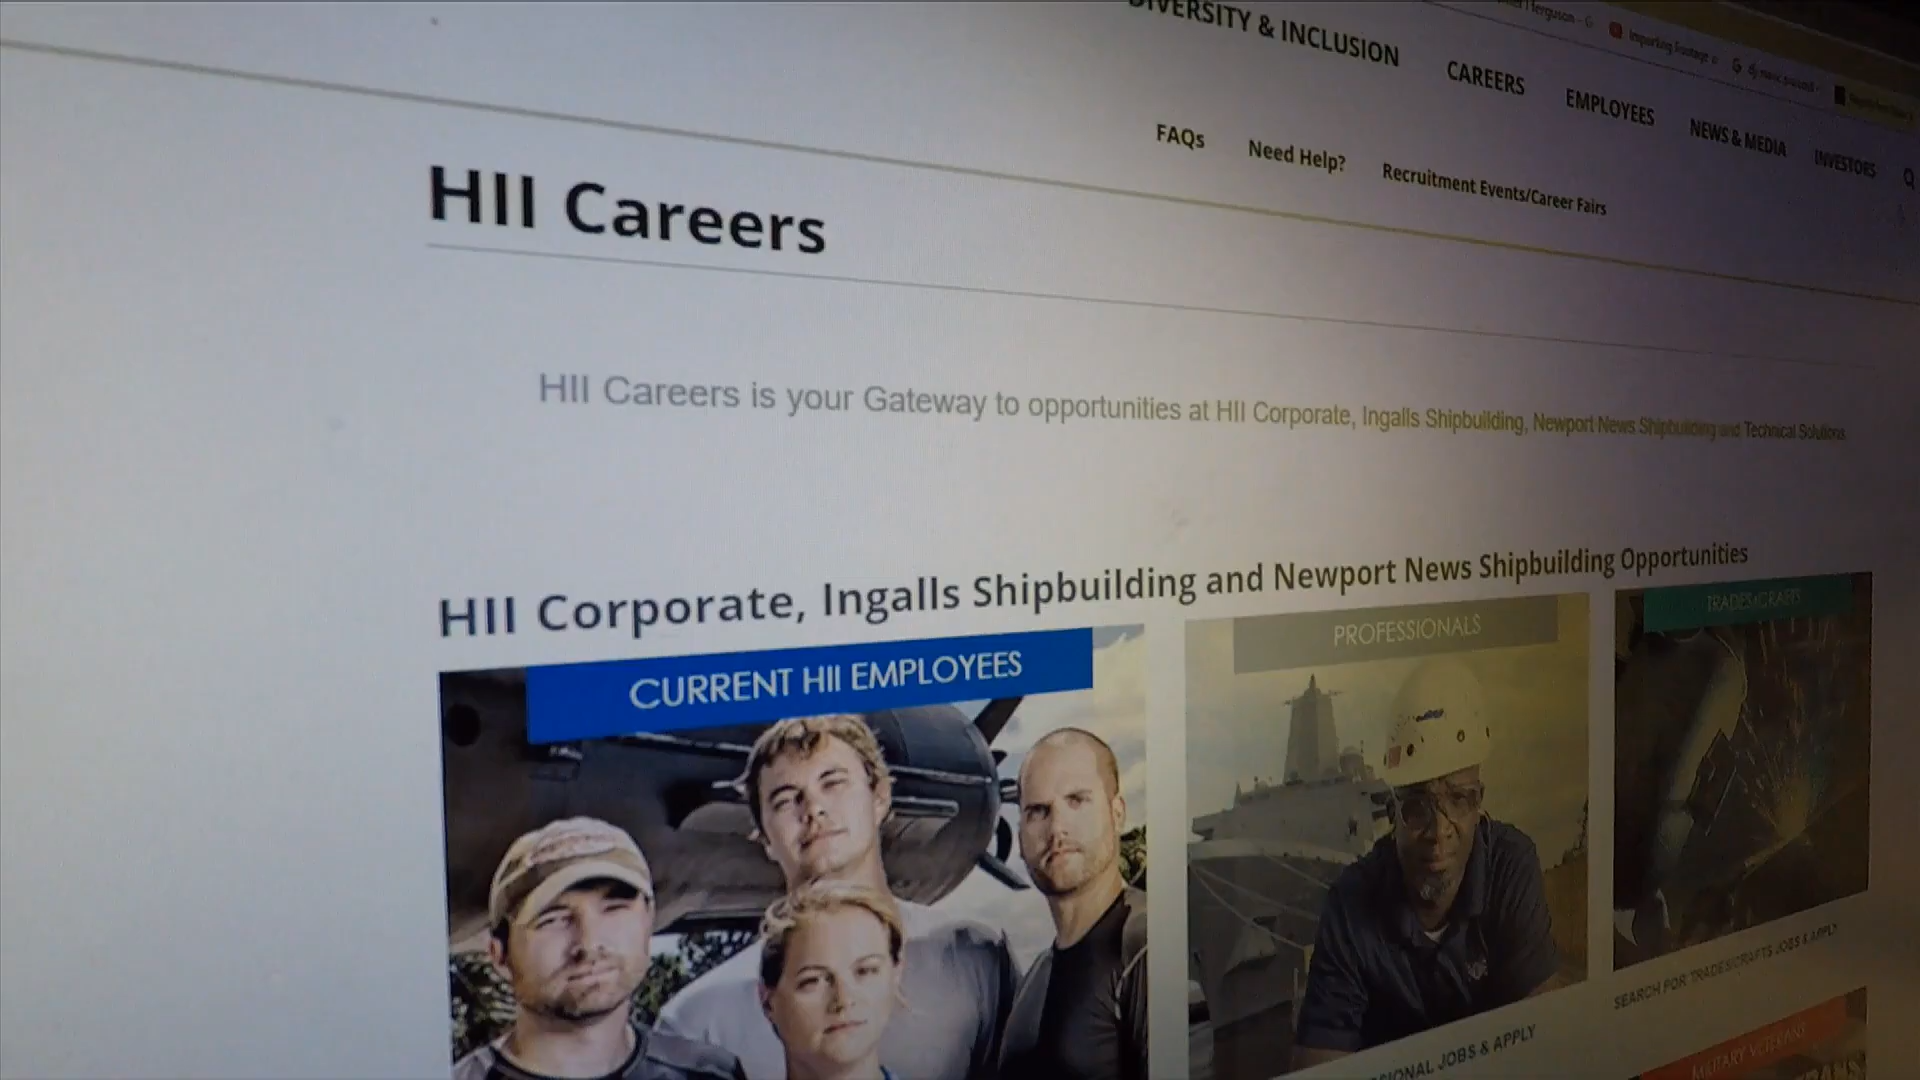 DIVERSITY & INCLUSION
CAREERS
EMPLOYEES
NEWS & MEDIA
INVESTORS
FAQs
Need Help?
Recruitment Events/Career Fairs
HII Careers
HII Careers is your Gateway to opportunities at HII Corporate, Ingalls Shipbuilding, Newport News Shipbuilding and Technical Solutions
HII Corporate, Ingalls Shipbuilding and Newport News Shipbuilding Opportunities
CURRENT HII EMPLOYEES
PROFESSIONALS
TRADES/CRAFTS
SEARCH FOR TRADES/CRAFTS JOBS & APPLY
JOBS & APPLY
MILITARY VETERANS